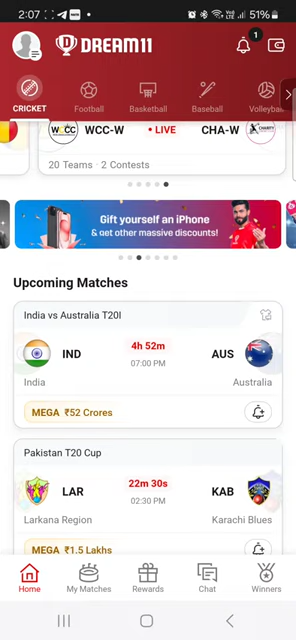 2:07 51%
1
DREAM11
CRICKET Football Basketball Baseball Volleyball
WCCC WCC-W • LIVE CHA-W CHARITY
20 Teams · 2 Contests
Gift yourself an iPhone
& get other massive discounts!
Upcoming Matches
India vs Australia T20I
IND 4h 52m AUS
07:00 PM
India Australia
MEGA ₹52 Crores
Pakistan T20 Cup
LAR 22m 30s KAB
02:30 PM
Larkana Region Karachi Blues
MEGA ₹1.5 Lakhs
Home My Matches Rewards Chat Winners